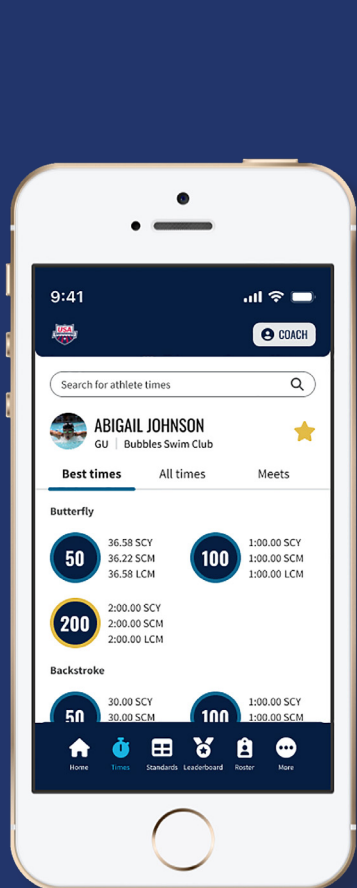 9:41
USA
COACH
Search for athlete times
ABIGAIL JOHNSON
GU | Bubbles Swim Club
Best times All times Meets
Butterfly
50
36.58 SCY
36.22 SCM
36.58 LCM
100
1:00.00 SCY
1:00.00 SCM
1:00.00 LCM
200
2:00.00 SCY
2:00.00 SCM
2:00.00 LCM
Backstroke
50
30.00 SCY
30.00 SCM
100
1:00.00 SCY
1:00.00 SCM
Home Times Standards Leaderboard Roster More